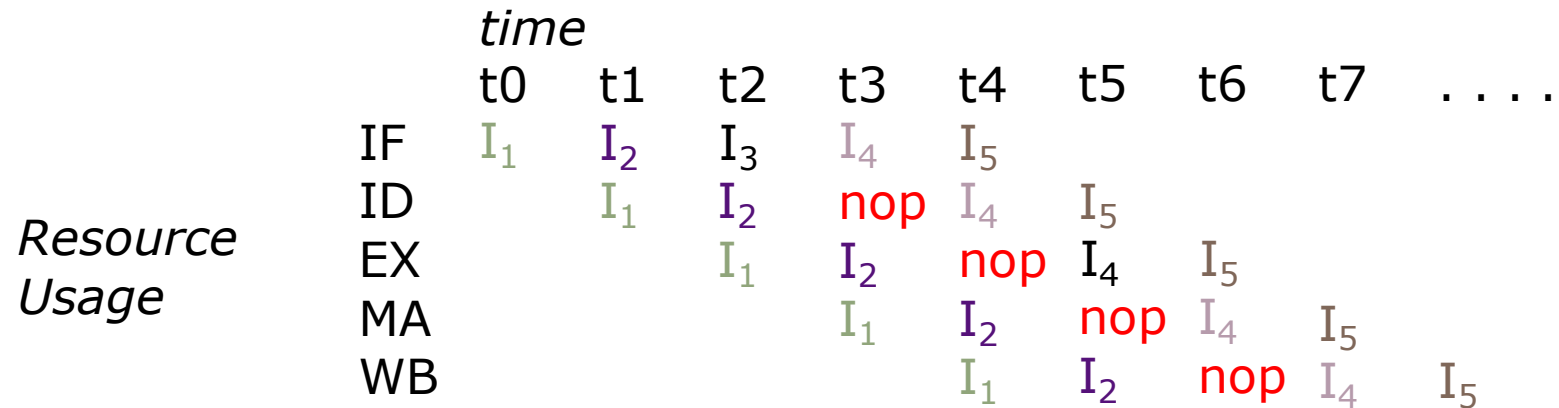 time
t0 t1 t2 t3 t4 t5 t6 t7 . . . .
IF I₁ I₂ I₃ I₄ I₅
ID I₁ I₂ nop I₄ I₅
Resource
EX I₁ I₂ nop I₄ I₅
Usage
MA I₁ I₂ nop I₄ I₅
WB I₁ I₂ nop I₄ I₅